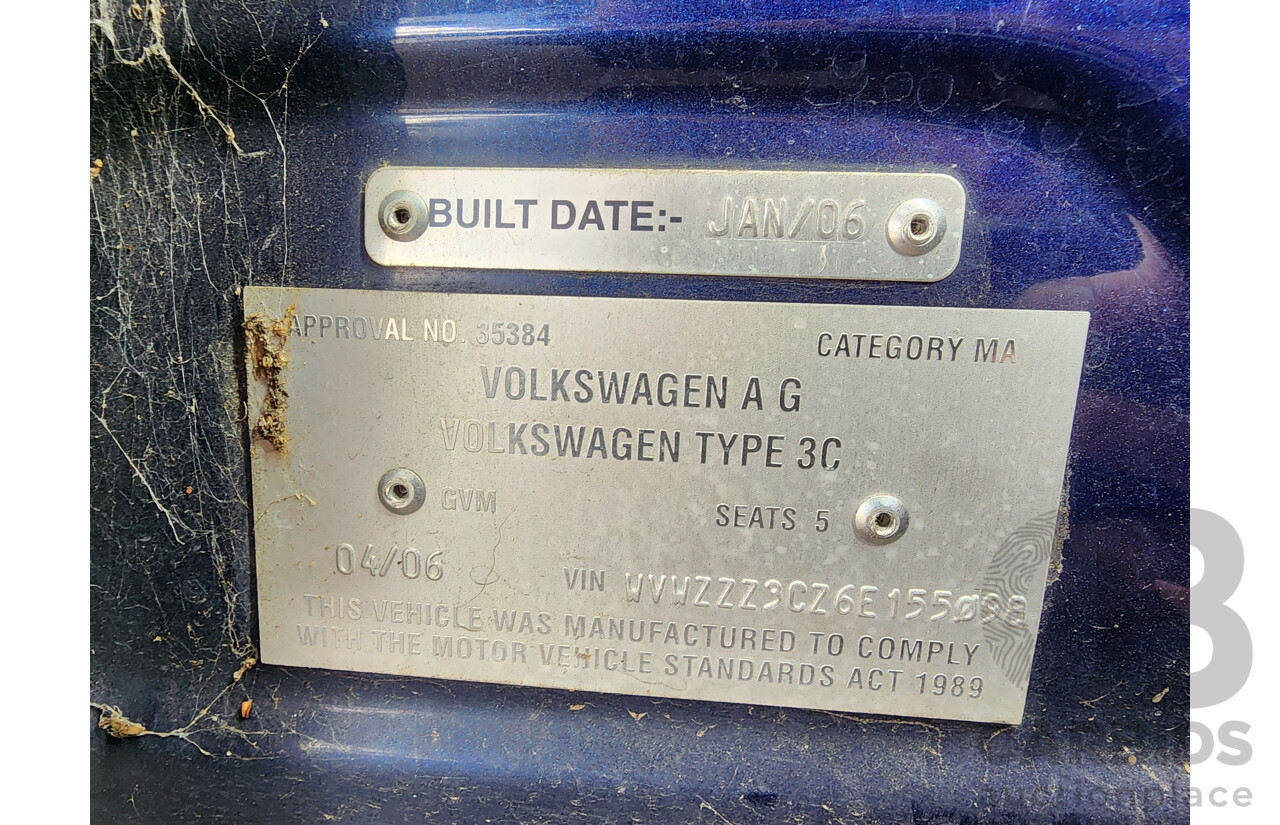 BUILT DATE:- JAN/06
APPROVAL NO. 35384 CATEGORY MA
VOLKSWAGEN A G
VOLKSWAGEN TYPE 3C
GVM SEATS 5
04/06 VIN WVWZZZ3CZ6E155098
THIS VEHICLE WAS MANUFACTURED TO COMPLY
WITH THE MOTOR VEHICLE STANDARDS ACT 1989